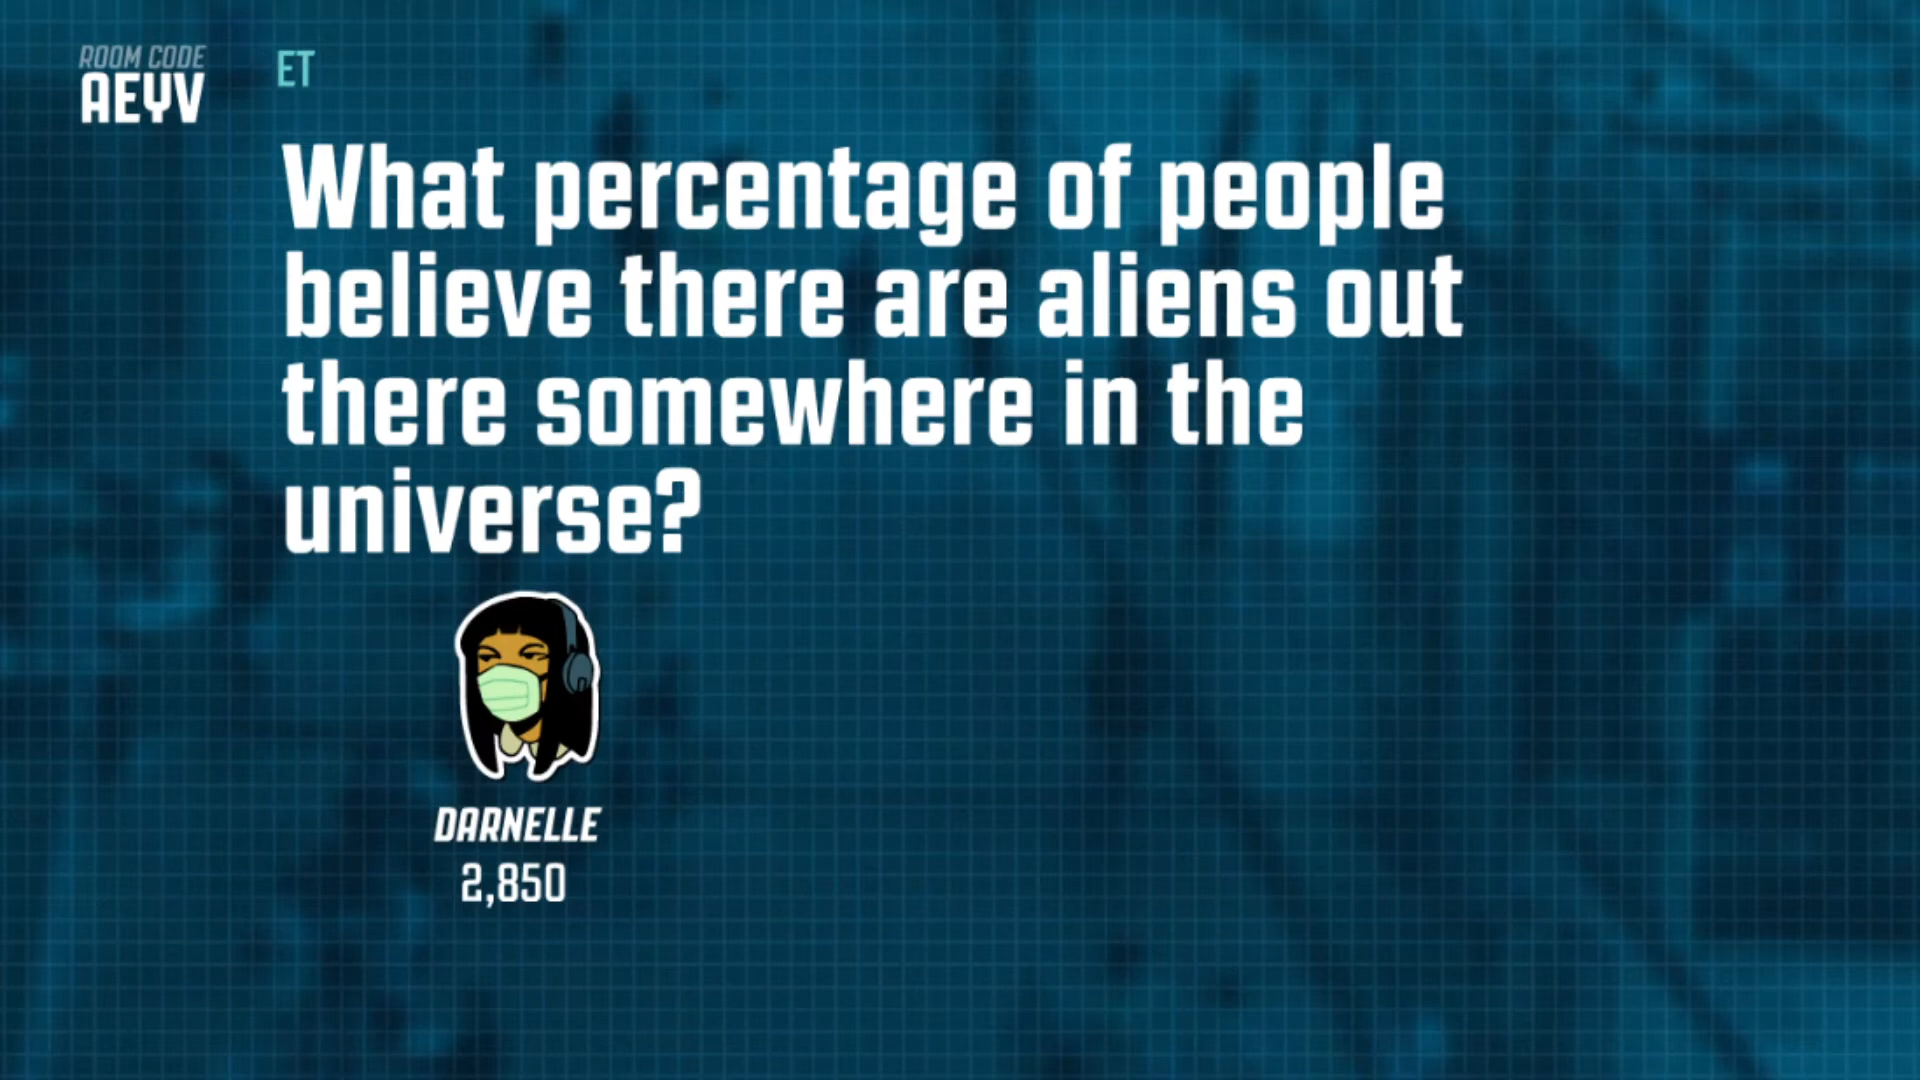 ROOM CODE
AEYV
ET
What percentage of people
believe there are aliens out
there somewhere in the
universe?
DARNELLE
2,850